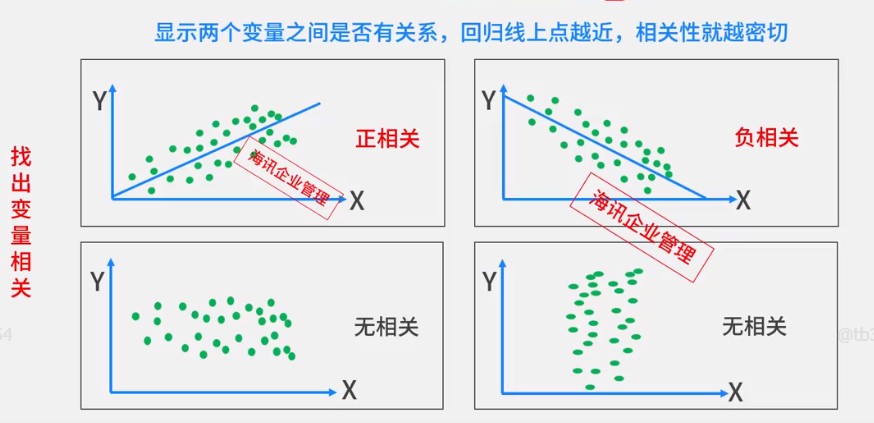 显示两个变量之间是否有关系，回归线上点越近，相关性就越密切
找出变量相关
Y
正相关
X
海讯企业管理
Y
负相关
X
海讯企业管理
Y
无相关
X
Y
无相关
X
54
@tb3